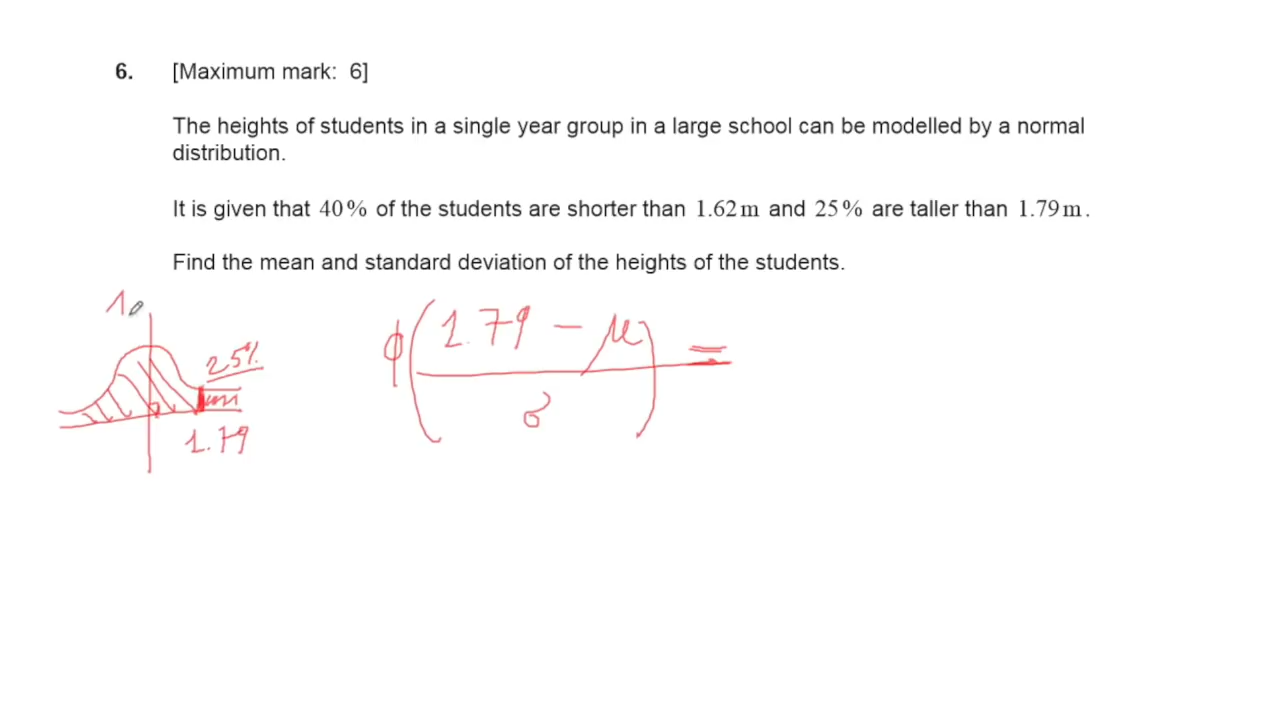 6. [Maximum mark: 6]
The heights of students in a single year group in a large school can be modelled by a normal
distribution.
It is given that 40% of the students are shorter than 1.62 m and 25% are taller than 1.79 m.
Find the mean and standard deviation of the heights of the students.
10
25%
1.79
ϕ(1.79 − μ) =
σ